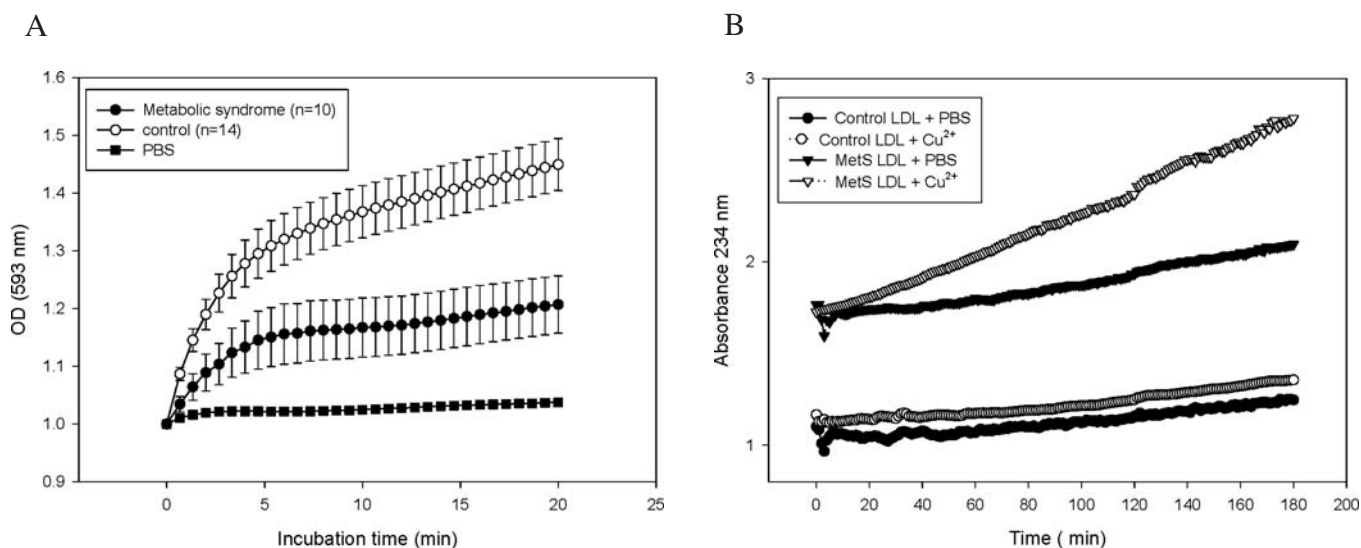 A
1.6
1.5
1.4
1.3
1.2
1.1
1.0
0.9
OD (593 nm)
Metabolic syndrome (n=10)
control (n=14)
PBS
0
5
10
15
20
25
Incubation time (min)
B
3
2
1
Absorbance 234 nm
Control LDL + PBS
Control LDL + Cu²⁺
MetS LDL + PBS
MetS LDL + Cu²⁺
0
20
40
60
80
100
120
140
160
180
200
Time ( min)